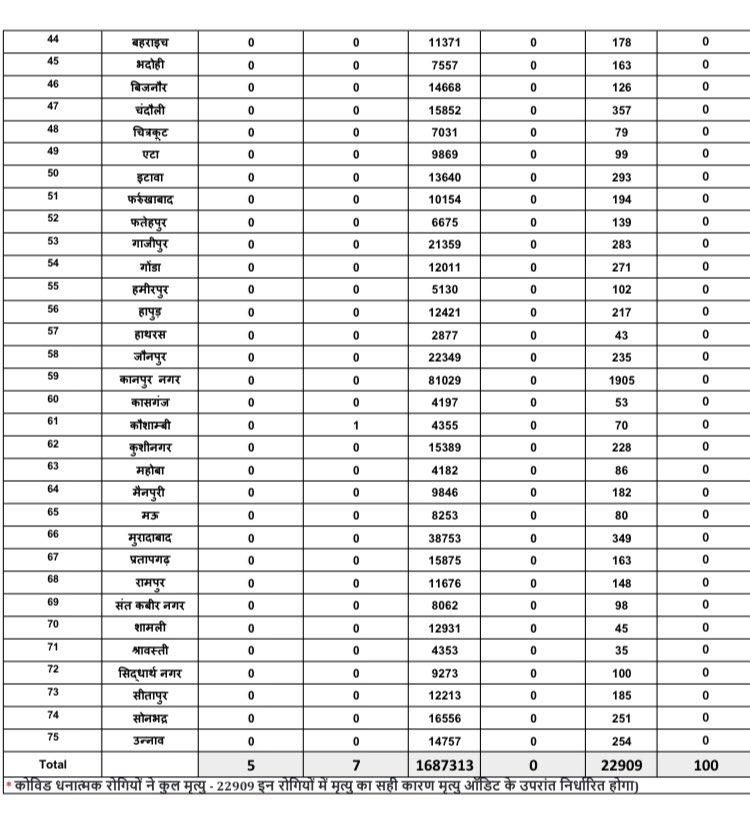 44 बहराइच 0 0 11371 0 178 0
45 भदोही 0 0 7557 0 163 0
46 बिजनौर 0 0 14668 0 126 0
47 चंदौली 0 0 15852 0 357 0
48 चित्रकूट 0 0 7031 0 79 0
49 एटा 0 0 9869 0 99 0
50 इटावा 0 0 13640 0 293 0
51 फर्रुखाबाद 0 0 10154 0 194 0
52 फतेहपुर 0 0 6675 0 139 0
53 गाजीपुर 0 0 21359 0 283 0
54 गोंडा 0 0 12011 0 271 0
55 हमीरपुर 0 0 5130 0 102 0
56 हापुड़ 0 0 12421 0 217 0
57 हाथरस 0 0 2877 0 43 0
58 जौनपुर 0 0 22349 0 235 0
59 कानपुर नगर 0 0 81029 0 1905 0
60 कासगंज 0 0 4197 0 53 0
61 कौशाम्बी 0 1 4355 0 70 0
62 कुशीनगर 0 0 15389 0 228 0
63 महोबा 0 0 4182 0 86 0
64 मैनपुरी 0 0 9846 0 182 0
65 मऊ 0 0 8253 0 80 0
66 मुरादाबाद 0 0 38753 0 349 0
67 प्रतापगढ़ 0 0 15875 0 163 0
68 रामपुर 0 0 11676 0 148 0
69 संत कबीर नगर 0 0 8062 0 98 0
70 शामली 0 0 12931 0 45 0
71 श्रावस्ती 0 0 4353 0 35 0
72 सिद्धार्थ नगर 0 0 9273 0 100 0
73 सीतापुर 0 0 12213 0 185 0
74 सोनभद्र 0 0 16556 0 251 0
75 उन्नाव 0 0 14757 0 254 0
Total 5 7 1687313 0 22909 100
* कोविड धनात्मक रोगियों ने कुल मृत्यु - 22909 इन रोगियों में मृत्यु का सही कारण मृत्यु ऑडिट के उपरांत निर्धारित होगा)